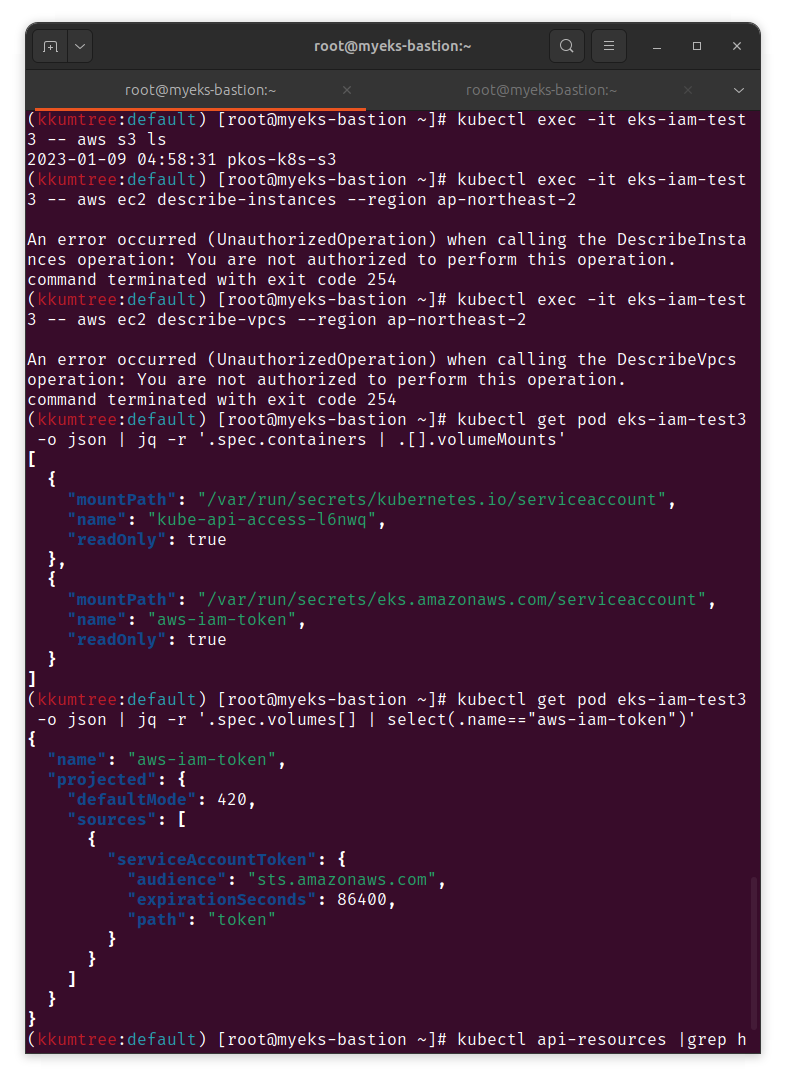 root@myeks-bastion:~
root@myeks-bastion:~ root@myeks-bastion:~
(kkumtree:default) [root@myeks-bastion ~]# kubectl exec -it eks-iam-test
3 -- aws s3 ls
2023-01-09 04:58:31 pkos-k8s-s3
(kkumtree:default) [root@myeks-bastion ~]# kubectl exec -it eks-iam-test
3 -- aws ec2 describe-instances --region ap-northeast-2

An error occurred (UnauthorizedOperation) when calling the DescribeInsta
nces operation: You are not authorized to perform this operation.
command terminated with exit code 254
(kkumtree:default) [root@myeks-bastion ~]# kubectl exec -it eks-iam-test
3 -- aws ec2 describe-vpcs --region ap-northeast-2

An error occurred (UnauthorizedOperation) when calling the DescribeVpcs
operation: You are not authorized to perform this operation.
command terminated with exit code 254
(kkumtree:default) [root@myeks-bastion ~]# kubectl get pod eks-iam-test3
 -o json | jq -r '.spec.containers | .[].volumeMounts'
[
  {
    "mountPath": "/var/run/secrets/kubernetes.io/serviceaccount",
    "name": "kube-api-access-l6nwq",
    "readOnly": true
  },
  {
    "mountPath": "/var/run/secrets/eks.amazonaws.com/serviceaccount",
    "name": "aws-iam-token",
    "readOnly": true
  }
]
(kkumtree:default) [root@myeks-bastion ~]# kubectl get pod eks-iam-test3
 -o json | jq -r '.spec.volumes[] | select(.name=="aws-iam-token")'
{
  "name": "aws-iam-token",
  "projected": {
    "defaultMode": 420,
    "sources": [
      {
        "serviceAccountToken": {
          "audience": "sts.amazonaws.com",
          "expirationSeconds": 86400,
          "path": "token"
        }
      }
    ]
  }
}
(kkumtree:default) [root@myeks-bastion ~]# kubectl api-resources |grep h